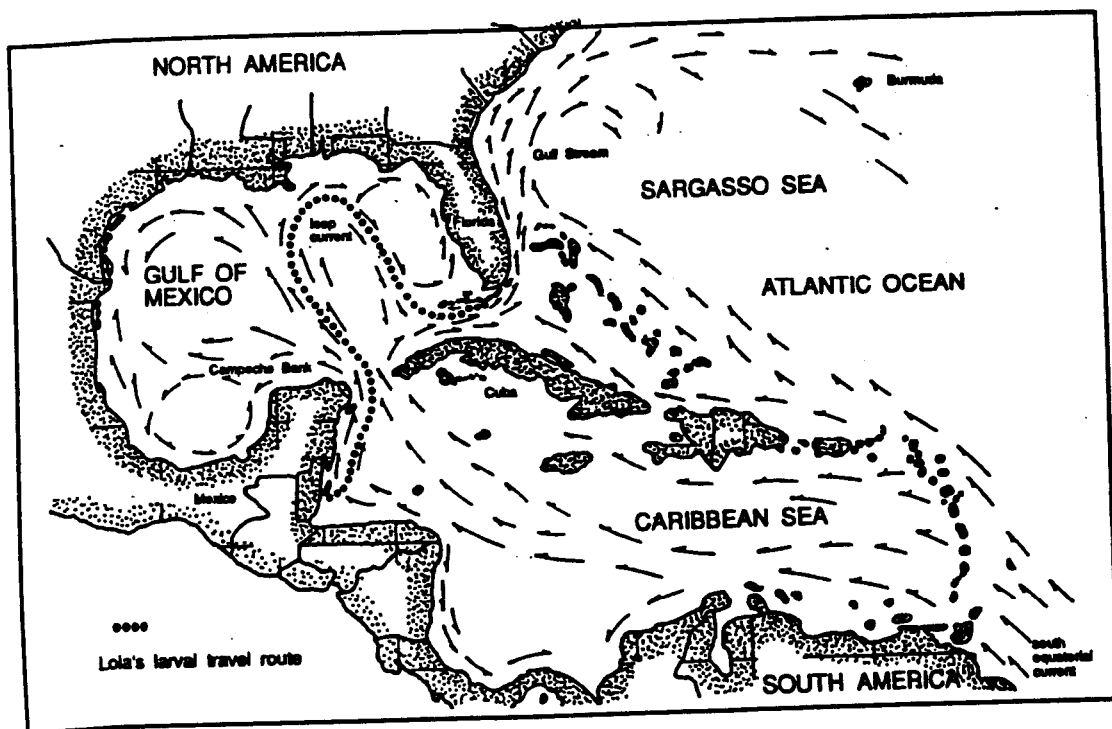 NORTH AMERICA
Bermuda
Gulf Stream
SARGASSO SEA
Florida
loop
current
GULF OF
MEXICO
ATLANTIC OCEAN
Campeche Bank
Cuba
Mexico
CARIBBEAN SEA
Lola's larval travel route
south
equatorial
current
SOUTH AMERICA